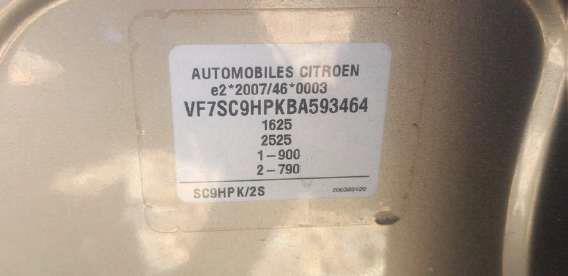 AUTOMOBILES CITROEN
e2*2007/46*0003
VF7SC9HPKBA593464
1625
2525
1-900
2-790
SC9HPK/2S